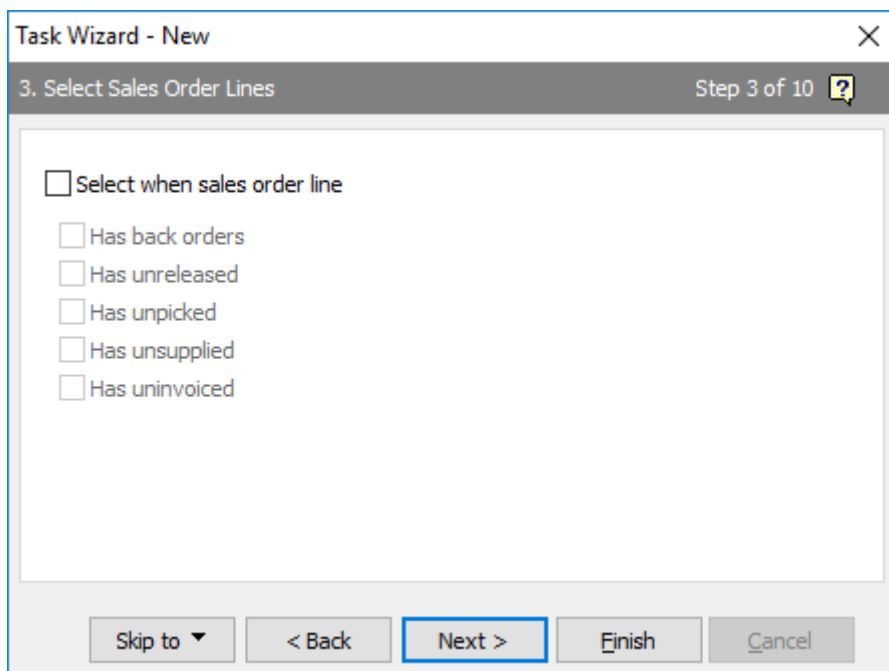 Task Wizard - New
3. Select Sales Order Lines Step 3 of 10 ?
Select when sales order line
Has back orders
Has unreleased
Has unpicked
Has unsupplied
Has uninvoiced
Skip to < Back Next > Finish Cancel